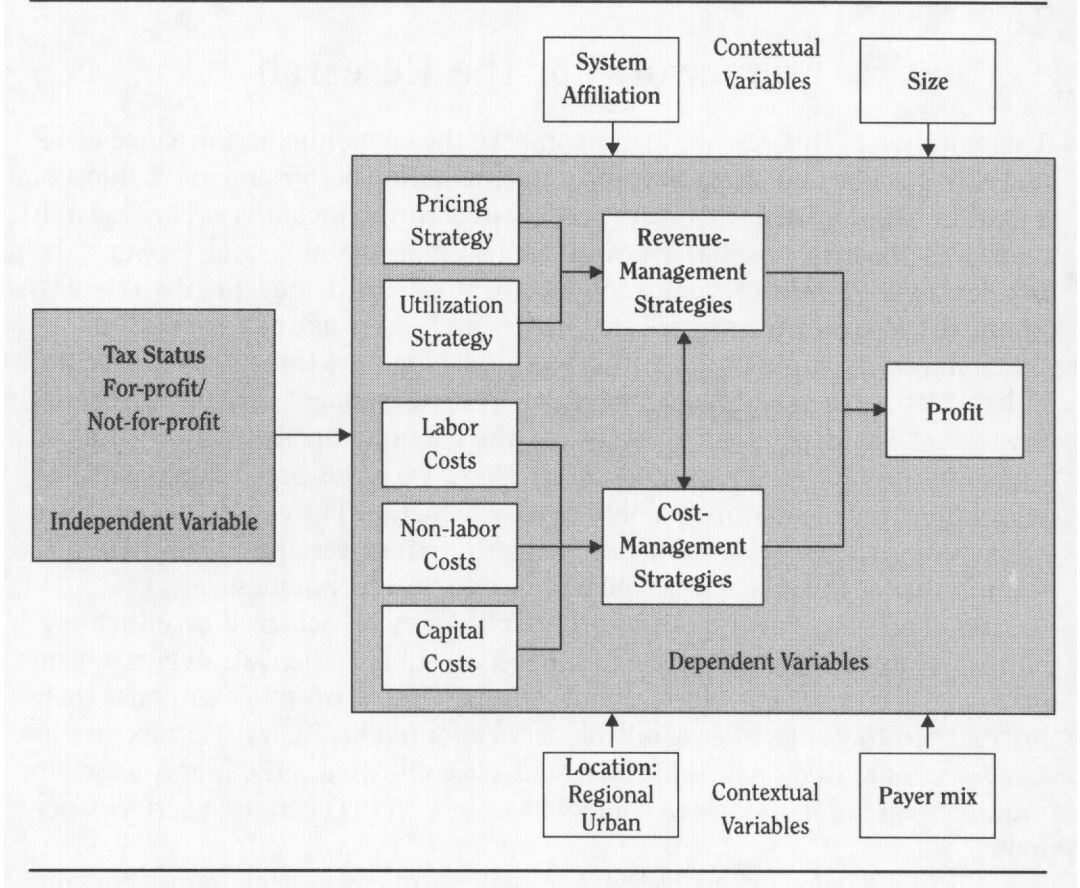 System
Affiliation
Contextual
Variables
Size
Pricing
Strategy
Utilization
Strategy
Revenue-
Management
Strategies
Tax Status
For-profit/
Not-for-profit
Independent Variable
Labor
Costs
Non-labor
Costs
Capital
Costs
Cost-
Management
Strategies
Profit
Dependent Variables
Location:
Regional
Urban
Contextual
Variables
Payer mix